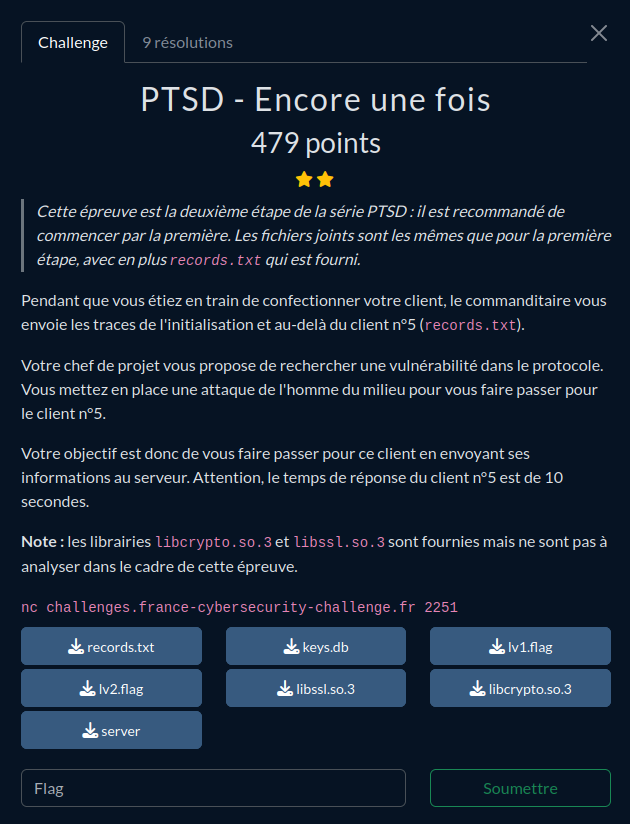 Challenge
9 résolutions
PTSD - Encore une fois
479 points
Cette épreuve est la deuxième étape de la série PTSD : il est recommandé de
commencer par la première. Les fichiers joints sont les mêmes que pour la première
étape, avec en plus records.txt qui est fourni.
Pendant que vous étiez en train de confectionner votre client, le commanditaire vous
envoie les traces de l'initialisation et au-delà du client n°5 (records.txt).
Votre chef de projet vous propose de rechercher une vulnérabilité dans le protocole.
Vous mettez en place une attaque de l'homme du milieu pour vous faire passer pour
le client n°5.
Votre objectif est donc de vous faire passer pour ce client en envoyant ses
informations au serveur. Attention, le temps de réponse du client n°5 est de 10
secondes.
Note : les librairies libcrypto.so.3 et libssl.so.3 sont fournies mais ne sont pas à
analyser dans le cadre de cette épreuve.
nc challenges.france-cybersecurity-challenge.fr 2251
records.txt
keys.db
lv1.flag
lv2.flag
libssl.so.3
libcrypto.so.3
server
Flag
Soumettre